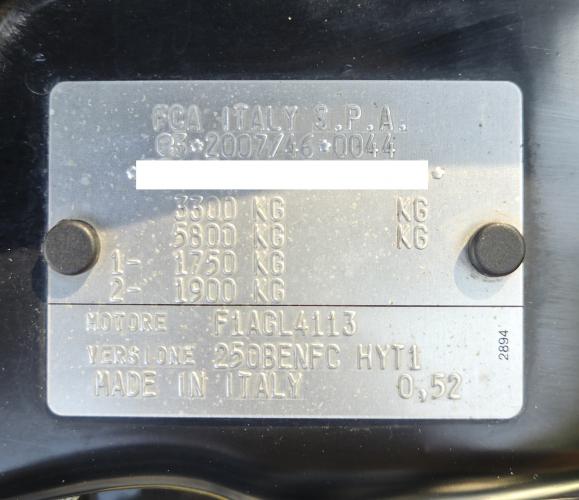 FCA ITALY S.P.A.
e3*2007/46*0044
* *
3300 KG KG
5800 KG KG
1- 1750 KG
2- 1900 KG
MOTORE F1AGL4113
VERSIONE 250BENFC HYT1
MADE IN ITALY 0,52
2894